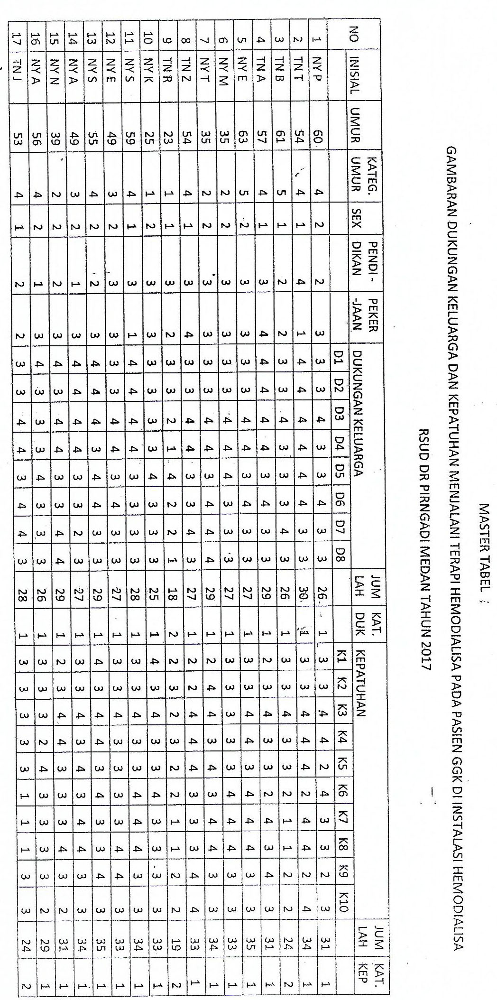 MASTER TABEL
GAMBARAN DUKUNGAN KELUARGA DAN KEPATUHAN MENJALANI TERAPI HEMODIALISA PADA PASIEN GGK DI INSTALASI HEMODIALISA
RSUD DR PIRNGADI MEDAN TAHUN 2017
NO INISIAL UMUR KATEG. UMUR SEX PENDI - DIKAN PEKER -JAAN DUKUNGAN KELUARGA JUM LAH KAT. DUK KEPATUHAN JUM LAH KAT. KEP
D1 D2 D3 D4 D5 D6 D7 D8 K1 K2 K3 K4 K5 K6 K7 K8 K9 K10
1 NY P 60 4 2 2 3 3 3 4 3 3 4 3 3 26 1 3 3 4 4 2 4 3 3 2 3 31 1
2 TN T 54 4 1 4 1 4 4 4 4 4 4 3 3 30 1 3 3 4 4 4 2 4 4 2 4 34 1
3 TN B 61 5 1 2 2 3 3 4 3 3 3 4 3 26 1 3 3 4 3 3 2 1 1 2 2 24 2
4 TN A 57 4 1 3 4 4 4 4 4 3 4 3 3 29 1 2 3 4 3 3 2 4 3 4 3 31 1
5 NY E 63 5 2 3 3 3 3 4 4 3 4 3 3 27 1 3 3 4 4 3 4 4 4 3 3 35 1
6 NY M 35 2 2 3 3 3 3 4 4 4 3 3 3 27 1 3 3 3 3 3 4 4 4 3 3 33 1
7 NY T 35 2 2 3 3 3 3 4 4 3 4 4 4 29 1 2 4 4 3 4 3 4 4 3 3 34 1
8 TN Z 54 4 1 3 4 3 3 4 4 3 3 4 3 27 1 2 2 4 4 4 3 3 3 4 4 33 1
9 TN R 23 1 1 3 2 3 3 2 1 4 2 2 1 18 2 2 3 2 3 2 2 1 1 2 2 19 2
10 NY K 25 1 2 3 3 3 3 3 3 4 3 3 3 25 1 4 3 4 3 3 4 3 3 3 3 33 1
11 NY S 59 4 1 3 1 4 4 4 4 3 3 3 3 28 1 3 3 4 3 3 4 4 4 3 3 34 1
12 NY E 49 3 2 3 3 3 3 4 4 3 4 3 3 27 1 3 3 4 3 3 3 3 4 4 3 33 1
13 NY S 55 4 2 2 3 4 4 4 3 4 4 3 3 29 1 4 3 4 4 3 4 3 3 4 3 35 1
14 NY A 49 3 2 1 3 4 4 4 4 3 3 2 3 27 1 3 3 4 3 4 3 4 4 3 3 34 1
15 NY N 39 2 2 2 3 4 3 4 4 3 3 4 4 29 1 2 3 4 4 3 3 3 4 3 2 31 1
16 NY A 56 4 2 1 3 4 3 3 3 4 3 3 3 26 1 3 3 3 2 4 3 3 3 3 2 29 1
17 TN J 53 4 1 2 2 3 3 4 4 3 4 4 3 28 1 3 3 3 3 3 1 1 1 3 3 24 2